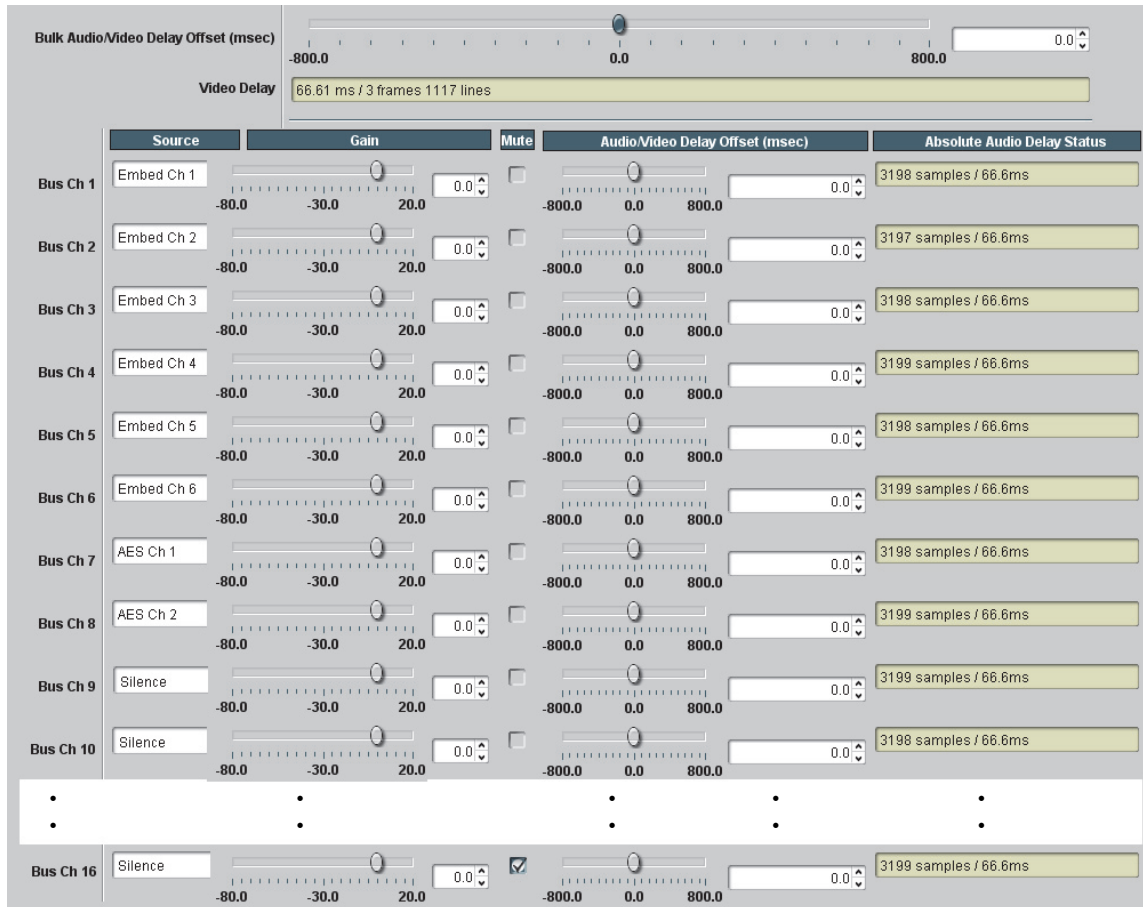 Bulk Audio/Video Delay Offset (msec)
-800.0 0.0 800.0
0.0
Video Delay 66.61 ms / 3 frames 1117 lines
Source Gain Mute Audio/Video Delay Offset (msec) Absolute Audio Delay Status
Bus Ch 1 Embed Ch 1 0.0 0.0 3198 samples / 66.6ms
-80.0 -30.0 20.0 -800.0 0.0 800.0
Bus Ch 2 Embed Ch 2 0.0 0.0 3197 samples / 66.6ms
-80.0 -30.0 20.0 -800.0 0.0 800.0
Bus Ch 3 Embed Ch 3 0.0 0.0 3198 samples / 66.6ms
-80.0 -30.0 20.0 -800.0 0.0 800.0
Bus Ch 4 Embed Ch 4 0.0 0.0 3199 samples / 66.6ms
-80.0 -30.0 20.0 -800.0 0.0 800.0
Bus Ch 5 Embed Ch 5 0.0 0.0 3198 samples / 66.6ms
-80.0 -30.0 20.0 -800.0 0.0 800.0
Bus Ch 6 Embed Ch 6 0.0 0.0 3199 samples / 66.6ms
-80.0 -30.0 20.0 -800.0 0.0 800.0
Bus Ch 7 AES Ch 1 0.0 0.0 3198 samples / 66.6ms
-80.0 -30.0 20.0 -800.0 0.0 800.0
Bus Ch 8 AES Ch 2 0.0 0.0 3199 samples / 66.6ms
-80.0 -30.0 20.0 -800.0 0.0 800.0
Bus Ch 9 Silence 0.0 0.0 3199 samples / 66.6ms
-80.0 -30.0 20.0 -800.0 0.0 800.0
Bus Ch 10 Silence 0.0 0.0 3198 samples / 66.6ms
-80.0 -30.0 20.0 -800.0 0.0 800.0
Bus Ch 16 Silence 0.0 0.0 3199 samples / 66.6ms
-80.0 -30.0 20.0 -800.0 0.0 800.0